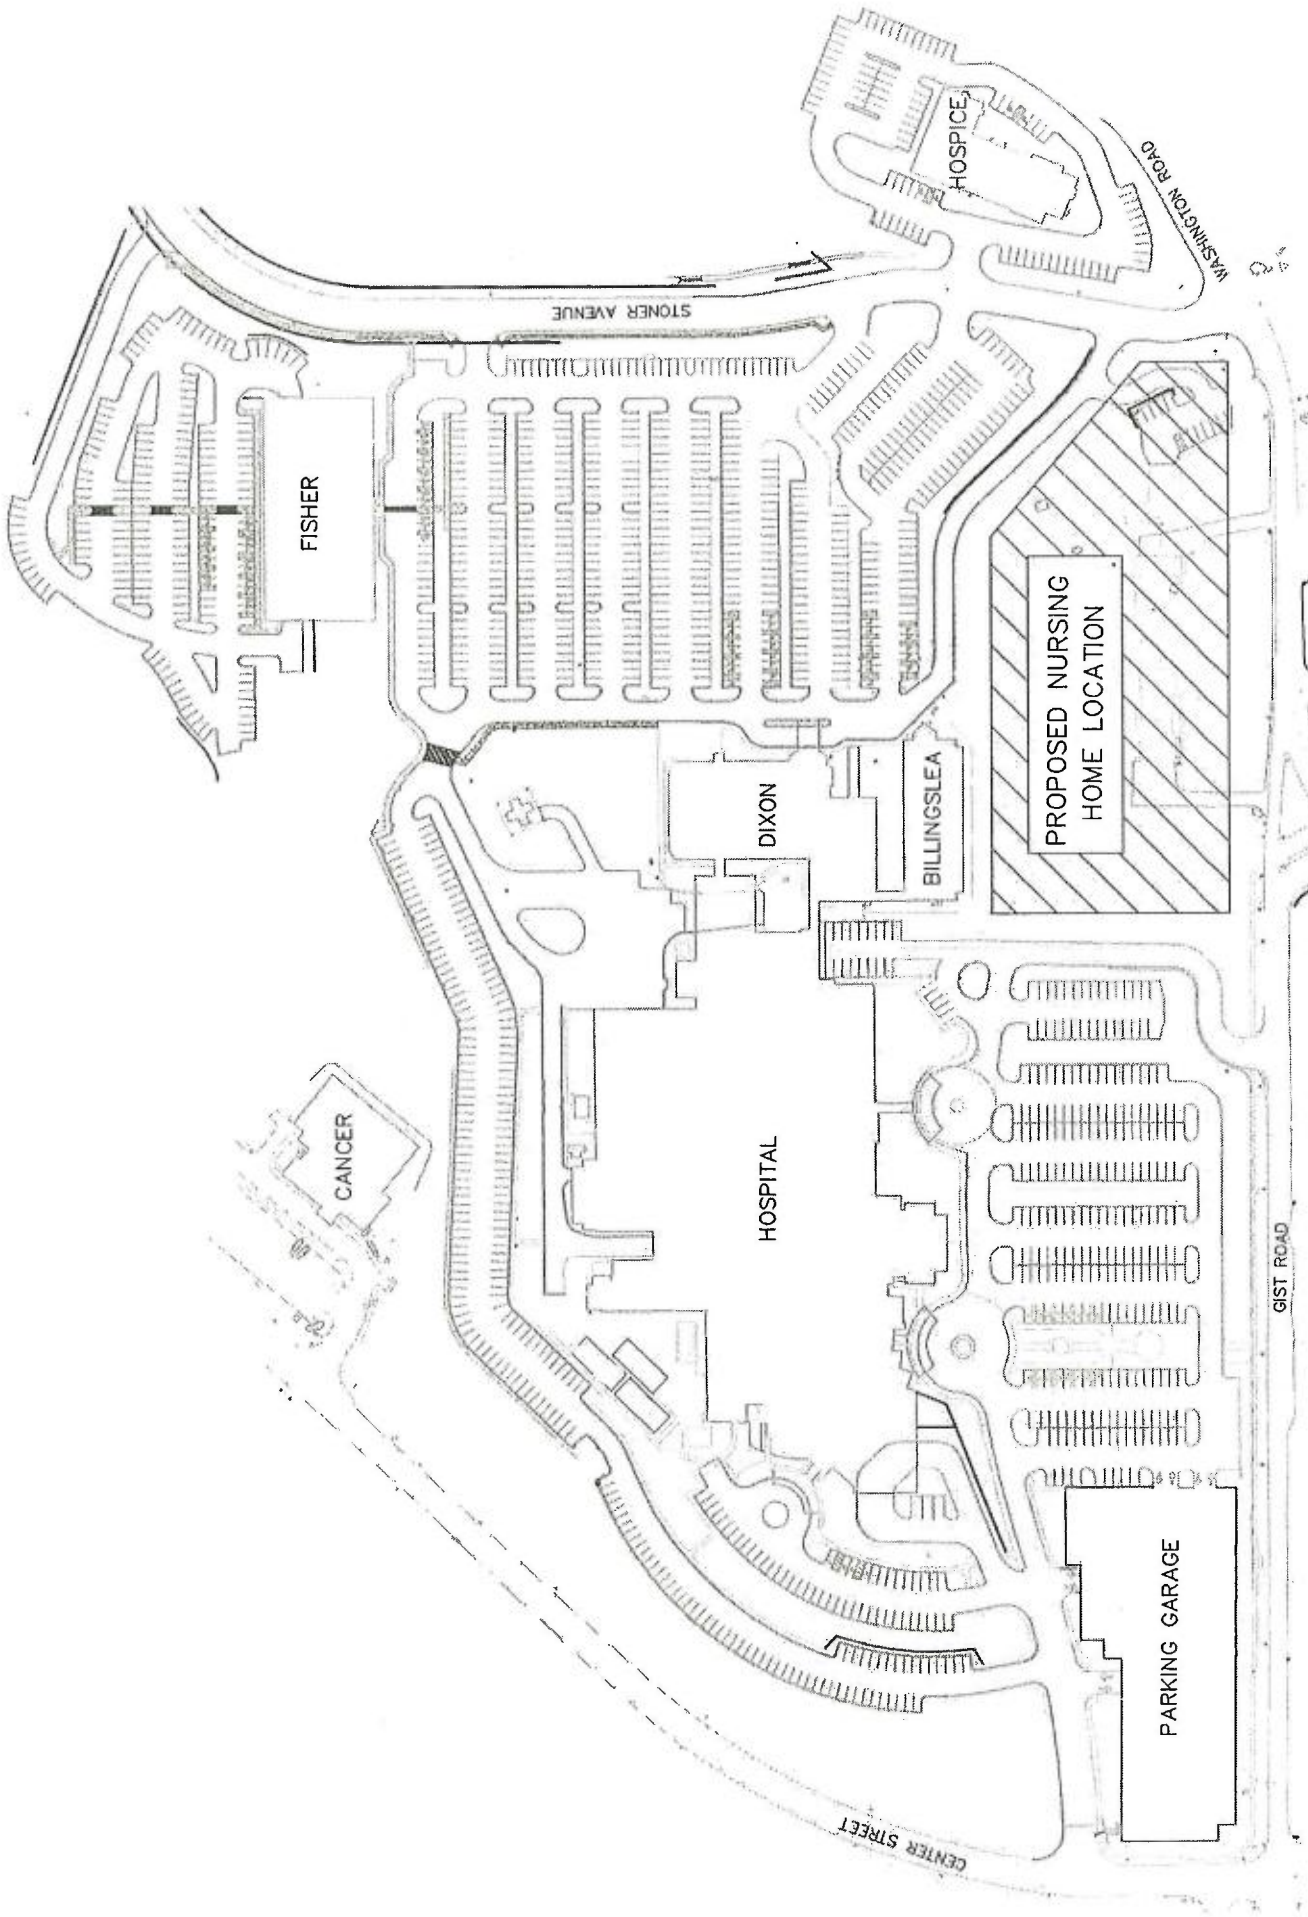 FISHER
STONER AVENUE
HOSPICE
WASHINGTON ROAD
CANCER
DIXON
BILLINGSLEA
PROPOSED NURSING
HOME LOCATION
HOSPITAL
GIST ROAD
PARKING GARAGE
CENTER STREET